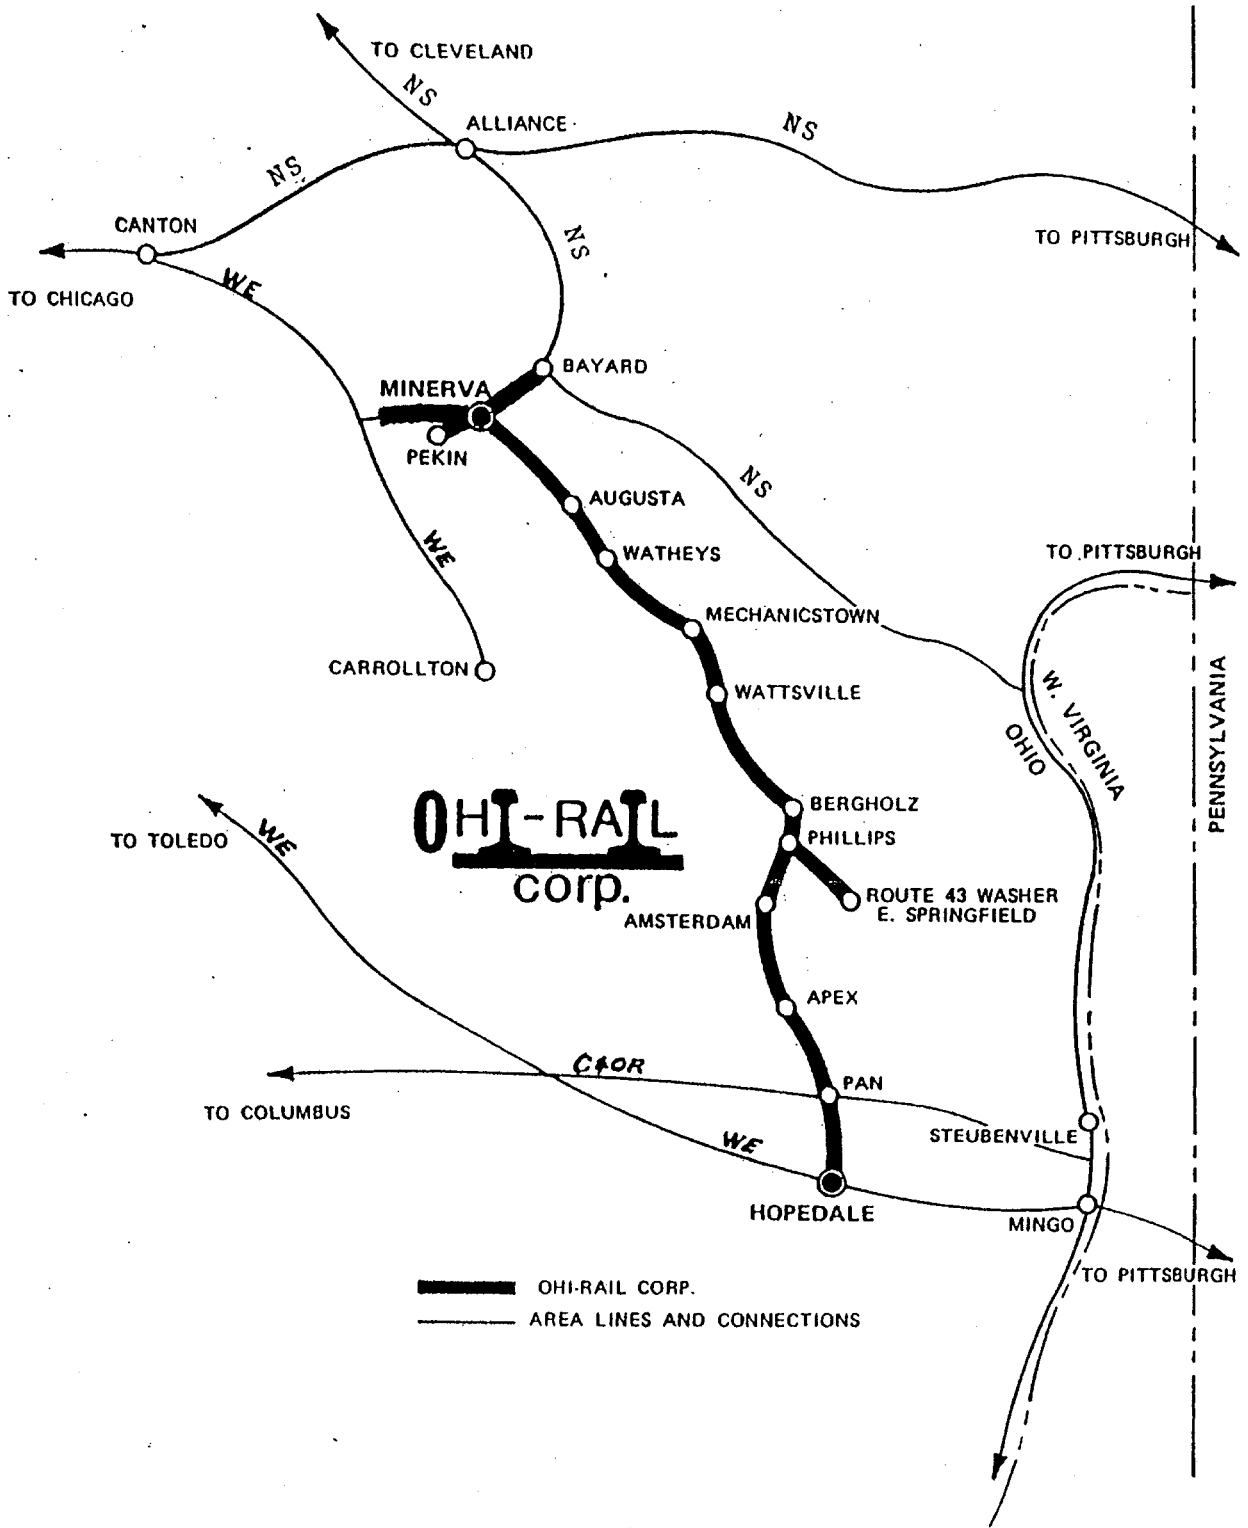 TO CLEVELAND
NS
ALLIANCE
NS
NS
CANTON
TO PITTSBURGH
NS
WE
TO CHICAGO
BAYARD
MINERVA
PEKIN
NS
AUGUSTA
WE
WATHEYS
TO PITTSBURGH
MECHANICSTOWN
CARROLLTON
WATTSVILLE
W. VIRGINIA
OHIO
PENNSYLVANIA
BERGHOLZ
OHI-RAIL
corp.
PHILLIPS
TO TOLEDO
WE
ROUTE 43 WASHER
E. SPRINGFIELD
AMSTERDAM
APEX
C&OR
PAN
TO COLUMBUS
STEUBENVILLE
WE
HOPEDALE
MINGO
TO PITTSBURGH
OHI-RAIL CORP.
AREA LINES AND CONNECTIONS